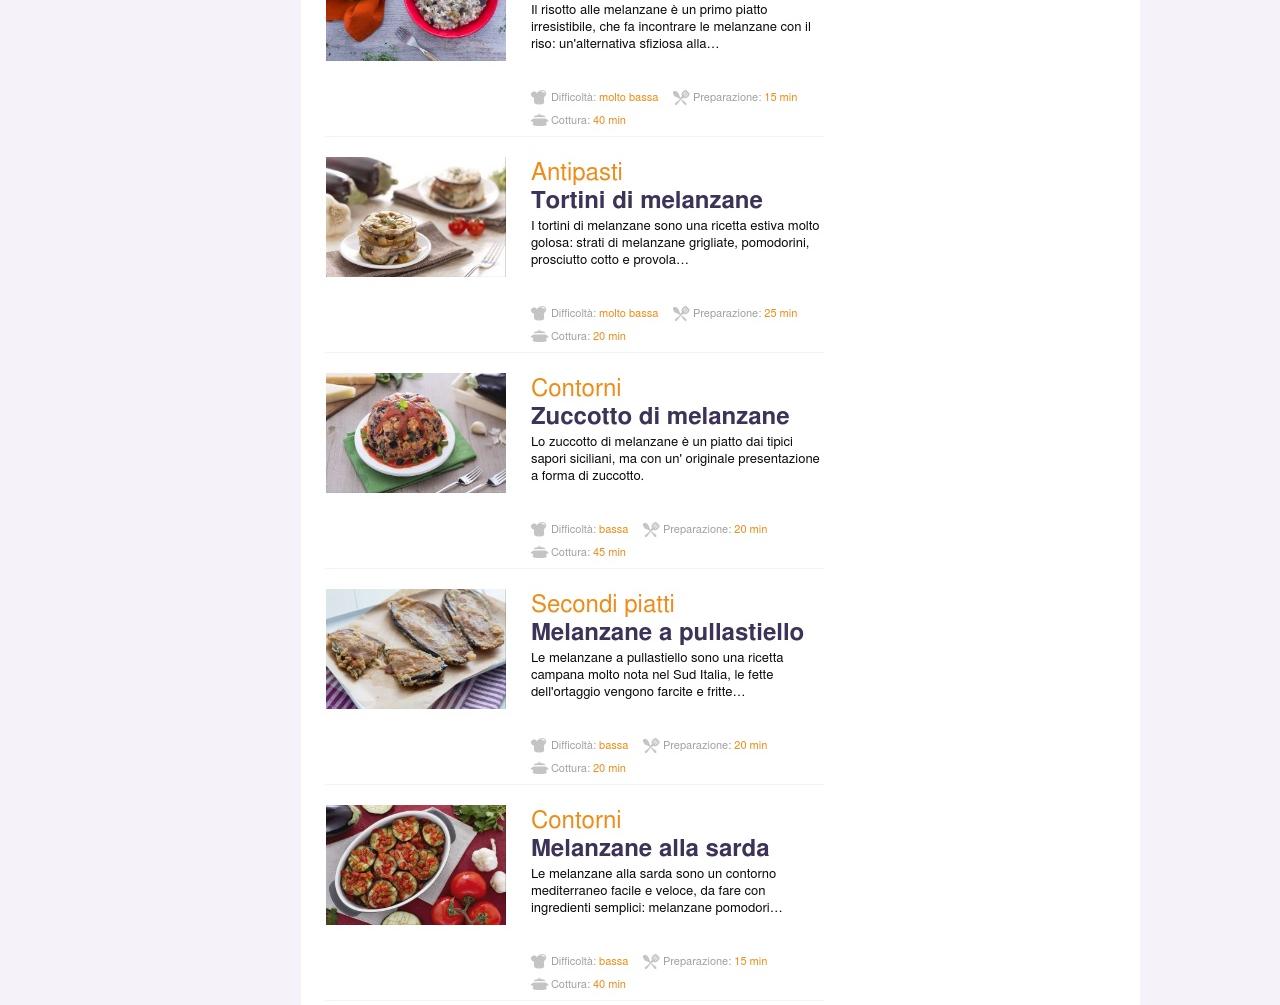 Il risotto alle melanzane è un primo piatto
irresistibile, che fa incontrare le melanzane con il
riso: un'alternativa sfiziosa alla…
Difficoltà: molto bassa Preparazione: 15 min
Cottura: 40 min
Antipasti
Tortini di melanzane
I tortini di melanzane sono una ricetta estiva molto
golosa: strati di melanzane grigliate, pomodorini,
prosciutto cotto e provola…
Difficoltà: molto bassa Preparazione: 25 min
Cottura: 20 min
Contorni
Zuccotto di melanzane
Lo zuccotto di melanzane è un piatto dai tipici
sapori siciliani, ma con un' originale presentazione
a forma di zuccotto.
Difficoltà: bassa Preparazione: 20 min
Cottura: 45 min
Secondi piatti
Melanzane a pullastiello
Le melanzane a pullastiello sono una ricetta
campana molto nota nel Sud Italia, le fette
dell'ortaggio vengono farcite e fritte…
Difficoltà: bassa Preparazione: 20 min
Cottura: 20 min
Contorni
Melanzane alla sarda
Le melanzane alla sarda sono un contorno
mediterraneo facile e veloce, da fare con
ingredienti semplici: melanzane pomodori…
Difficoltà: bassa Preparazione: 15 min
Cottura: 40 min